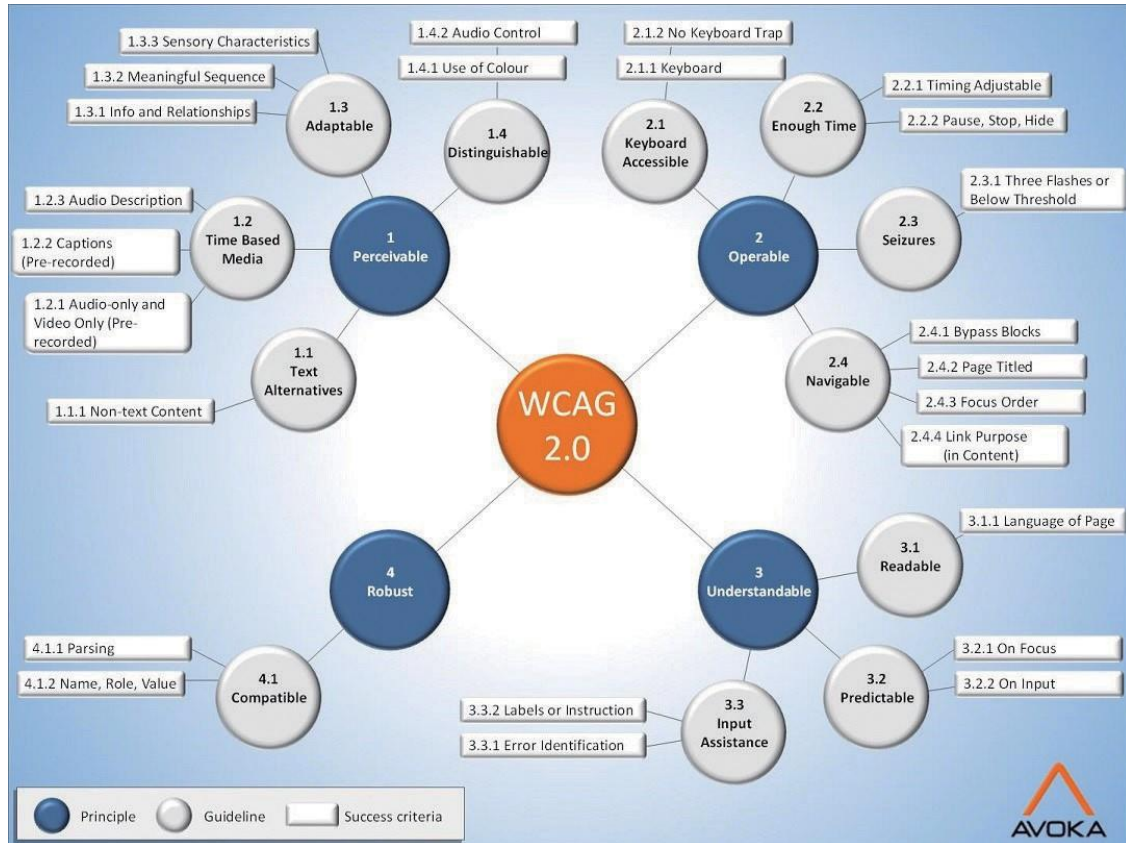 1.4.2 Audio Control
1.4.1 Use of Colour
1.3.3 Sensory Characteristics
1.3.2 Meaningful Sequence
1.3.1 Info and Relationships
1.3
Adaptable
1.4
Distinguishable
1.2.3 Audio Description
1.2.2 Captions
(Pre-recorded)
1.2.1 Audio-only and
Video Only (Pre-
recorded)
1.2
Time Based
Media
1
Perceivable
1.1
Text
Alternatives
1.1.1 Non-text Content
2.1.2 No Keyboard Trap
2.1.1 Keyboard
2.1
Keyboard
Accessible
2.2
Enough Time
2.2.1 Timing Adjustable
2.2.2 Pause, Stop, Hide
2
Operable
2.3
Seizures
2.3.1 Three Flashes or
Below Threshold
2.4
Navigable
2.4.1 Bypass Blocks
2.4.2 Page Titled
2.4.3 Focus Order
2.4.4 Link Purpose
(in Content)
WCAG
2.0
4
Robust
4.1.1 Parsing
4.1.2 Name, Role, Value
4.1
Compatible
3
Understandable
3.1
Readable
3.1.1 Language of Page
3.2
Predictable
3.2.1 On Focus
3.2.2 On Input
3.3
Input
Assistance
3.3.2 Labels or Instruction
3.3.1 Error Identification
Principle
Guideline
Success criteria
AVOKA